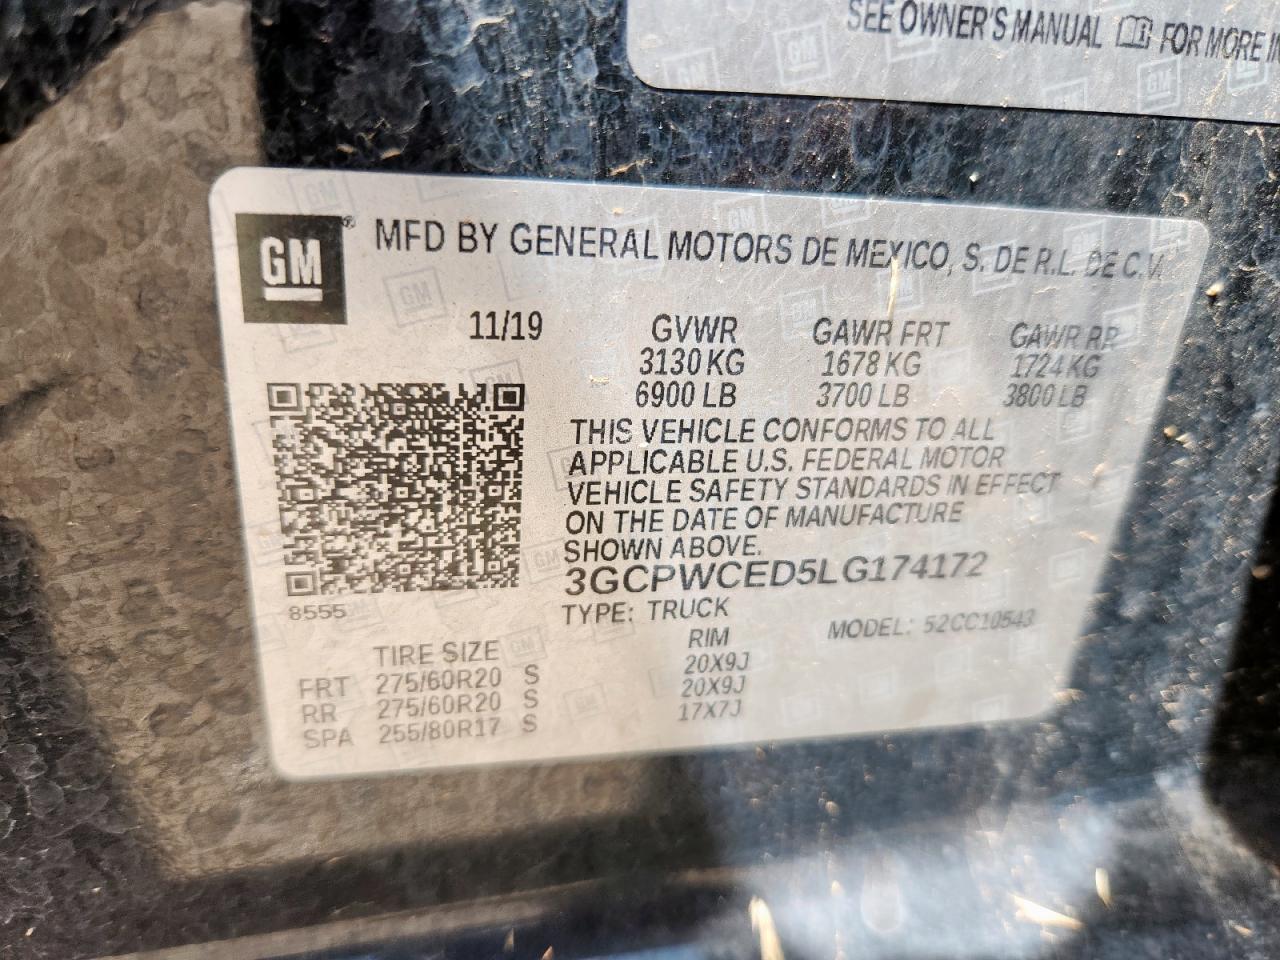 SEE OWNER'S MANUAL FOR MORE
GM ®
MFD BY GENERAL MOTORS DE MEXICO, S. DE R.L. DE C.V.
11/19 GVWR GAWR FRT GAWR RR
3130 KG 1678 KG 1724 KG
6900 LB 3700 LB 3800 LB
THIS VEHICLE CONFORMS TO ALL
APPLICABLE U.S. FEDERAL MOTOR
VEHICLE SAFETY STANDARDS IN EFFECT
ON THE DATE OF MANUFACTURE
SHOWN ABOVE.
3GCPWCED5LG174172
8555
TYPE: TRUCK MODEL: 52CC10543
TIRE SIZE RIM
FRT 275/60R20 S 20X9J
RR 275/60R20 S 20X9J
SPA 255/80R17 S 17X7J